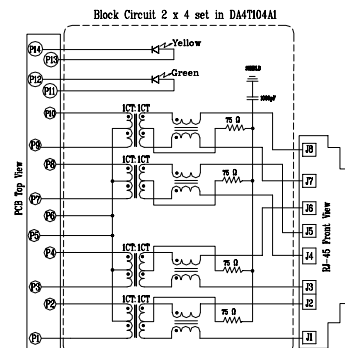 Block Circuit 2 x 4 set in DA4T104A1
P14
Yellow
P13
P12
Green
P11
SHIELD
1000pF
P10
1CT:1CT
75 Ω
P9
J8
P8
1CT:1CT
75 Ω
J7
P7
J6
P6
J5
P5
P4
1CT:1CT
75 Ω
J4
P3
J3
P2
1CT:1CT
75 Ω
J2
P1
J1
PCB Top View
RJ-45 Front View